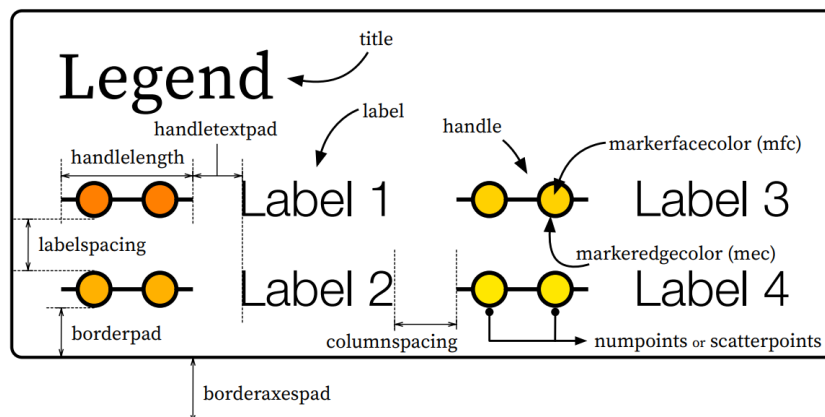 title
Legend
label
handletextpad
handle
handlelength
markerfacecolor (mfc)
Label 1
Label 3
labelspacing
markeredgecolor (mec)
Label 2
Label 4
borderpad
columnspacing
numpoints or scatterpoints
borderaxespad